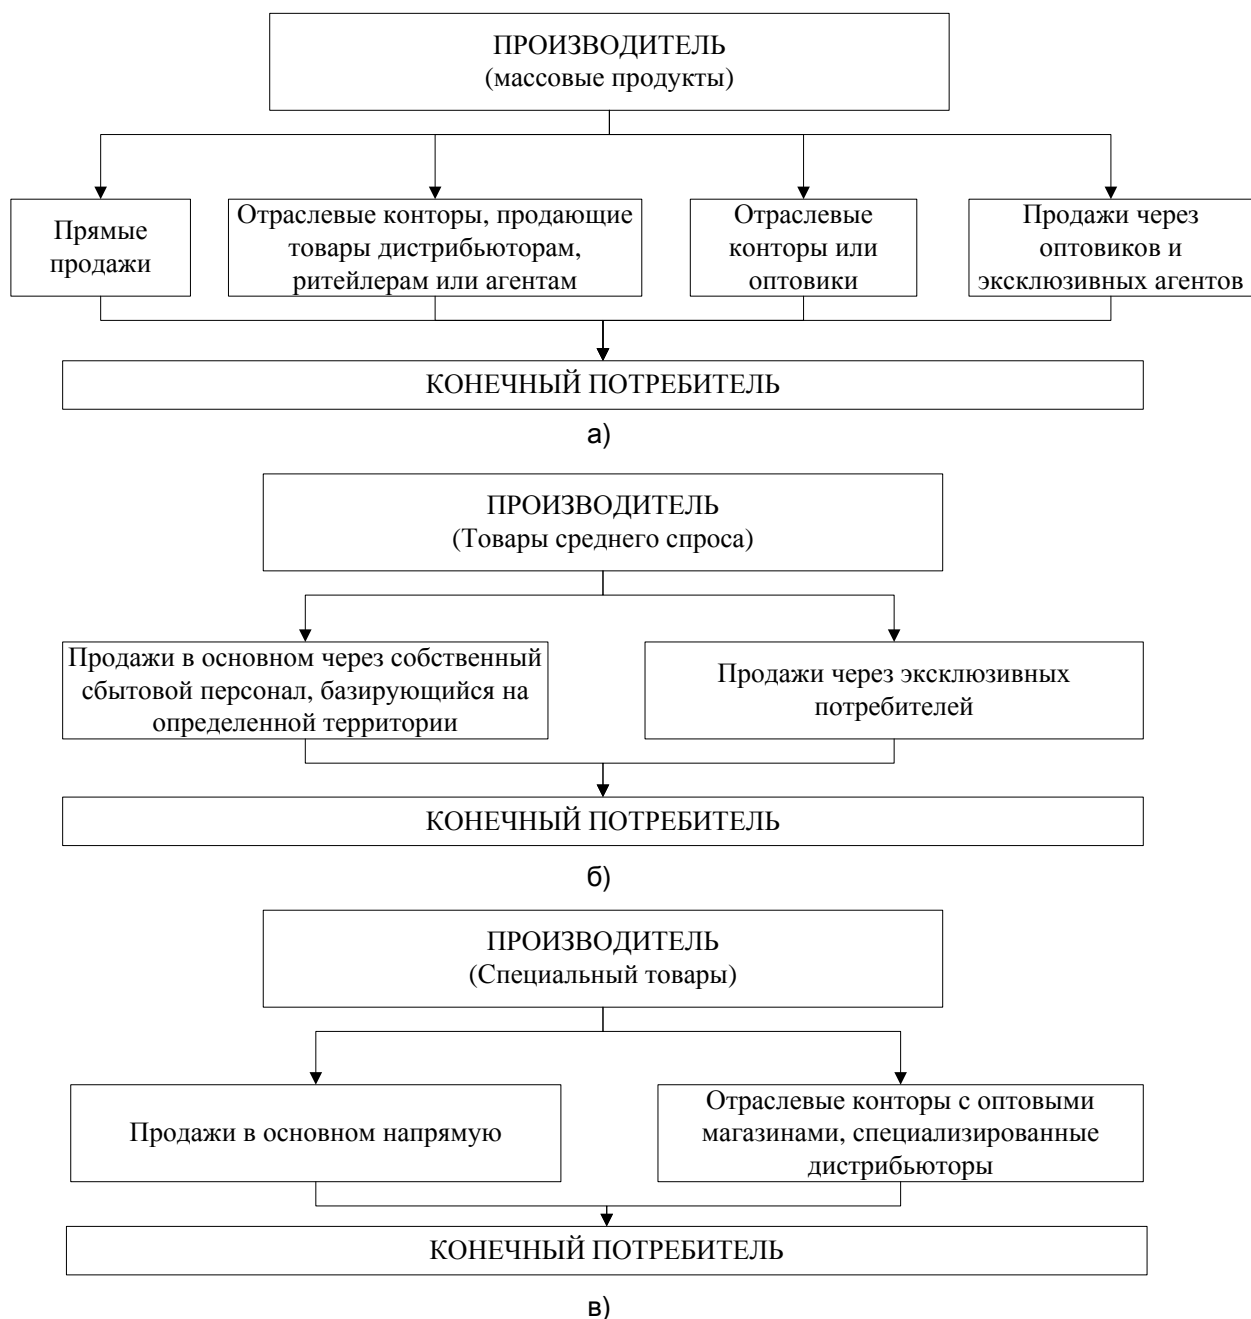 ПРОИЗВОДИТЕЛЬ
(массовые продукты)
Прямые
продажи
Отраслевые конторы, продающие
товары дистрибьюторам,
ритейлерам или агентам
Отраслевые
конторы или
оптовики
Продажи через
оптовиков и
эксклюзивных агентов
КОНЕЧНЫЙ ПОТРЕБИТЕЛЬ
а)
ПРОИЗВОДИТЕЛЬ
(Товары среднего спроса)
Продажи в основном через собственный
сбытовой персонал, базирующийся на
определенной территории
Продажи через эксклюзивных
потребителей
КОНЕЧНЫЙ ПОТРЕБИТЕЛЬ
б)
ПРОИЗВОДИТЕЛЬ
(Специальный товары)
Продажи в основном напрямую
Отраслевые конторы с оптовыми
магазинами, специализированные
дистрибьюторы
КОНЕЧНЫЙ ПОТРЕБИТЕЛЬ
в)